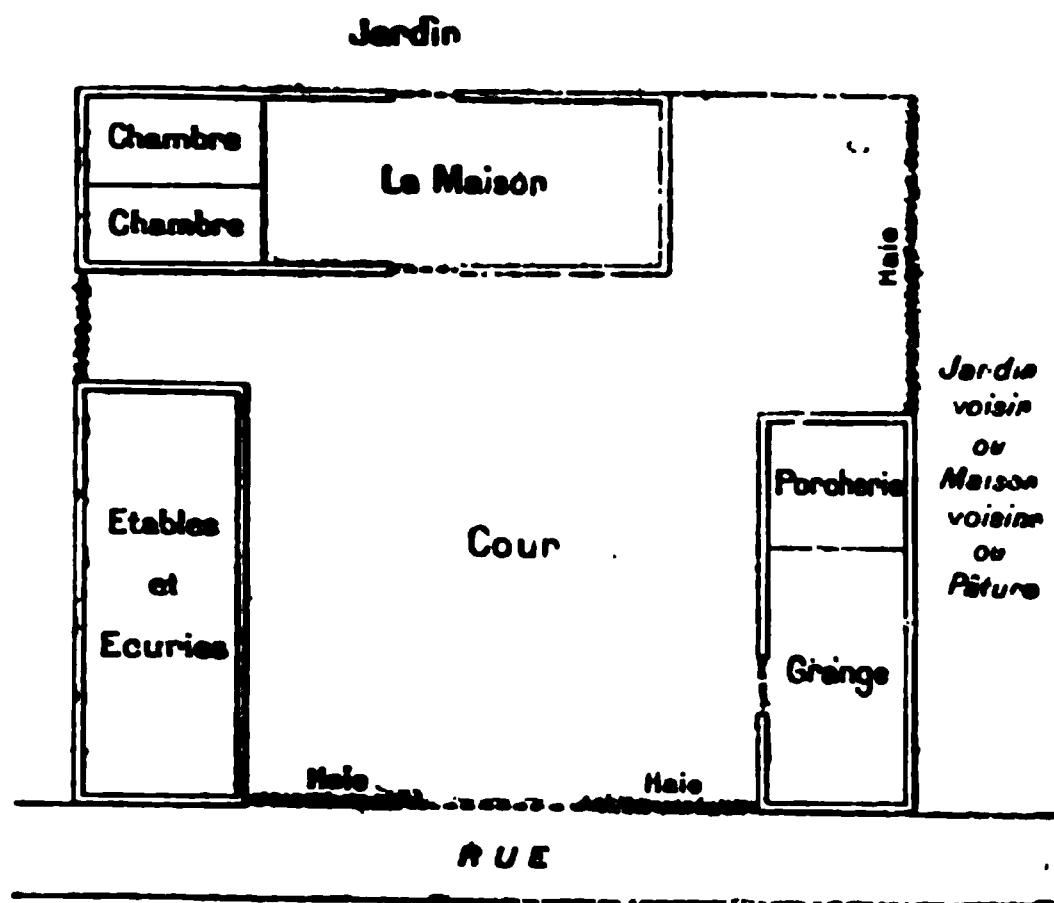 Jardin
Chambre
La Maison
Chambre
Haie
Jardin
voisin
ou
Maison
voisine
ou
Pâture
Porcherie
Etables
et
Ecuries
Cour
Grange
Haie
Haie
RUE